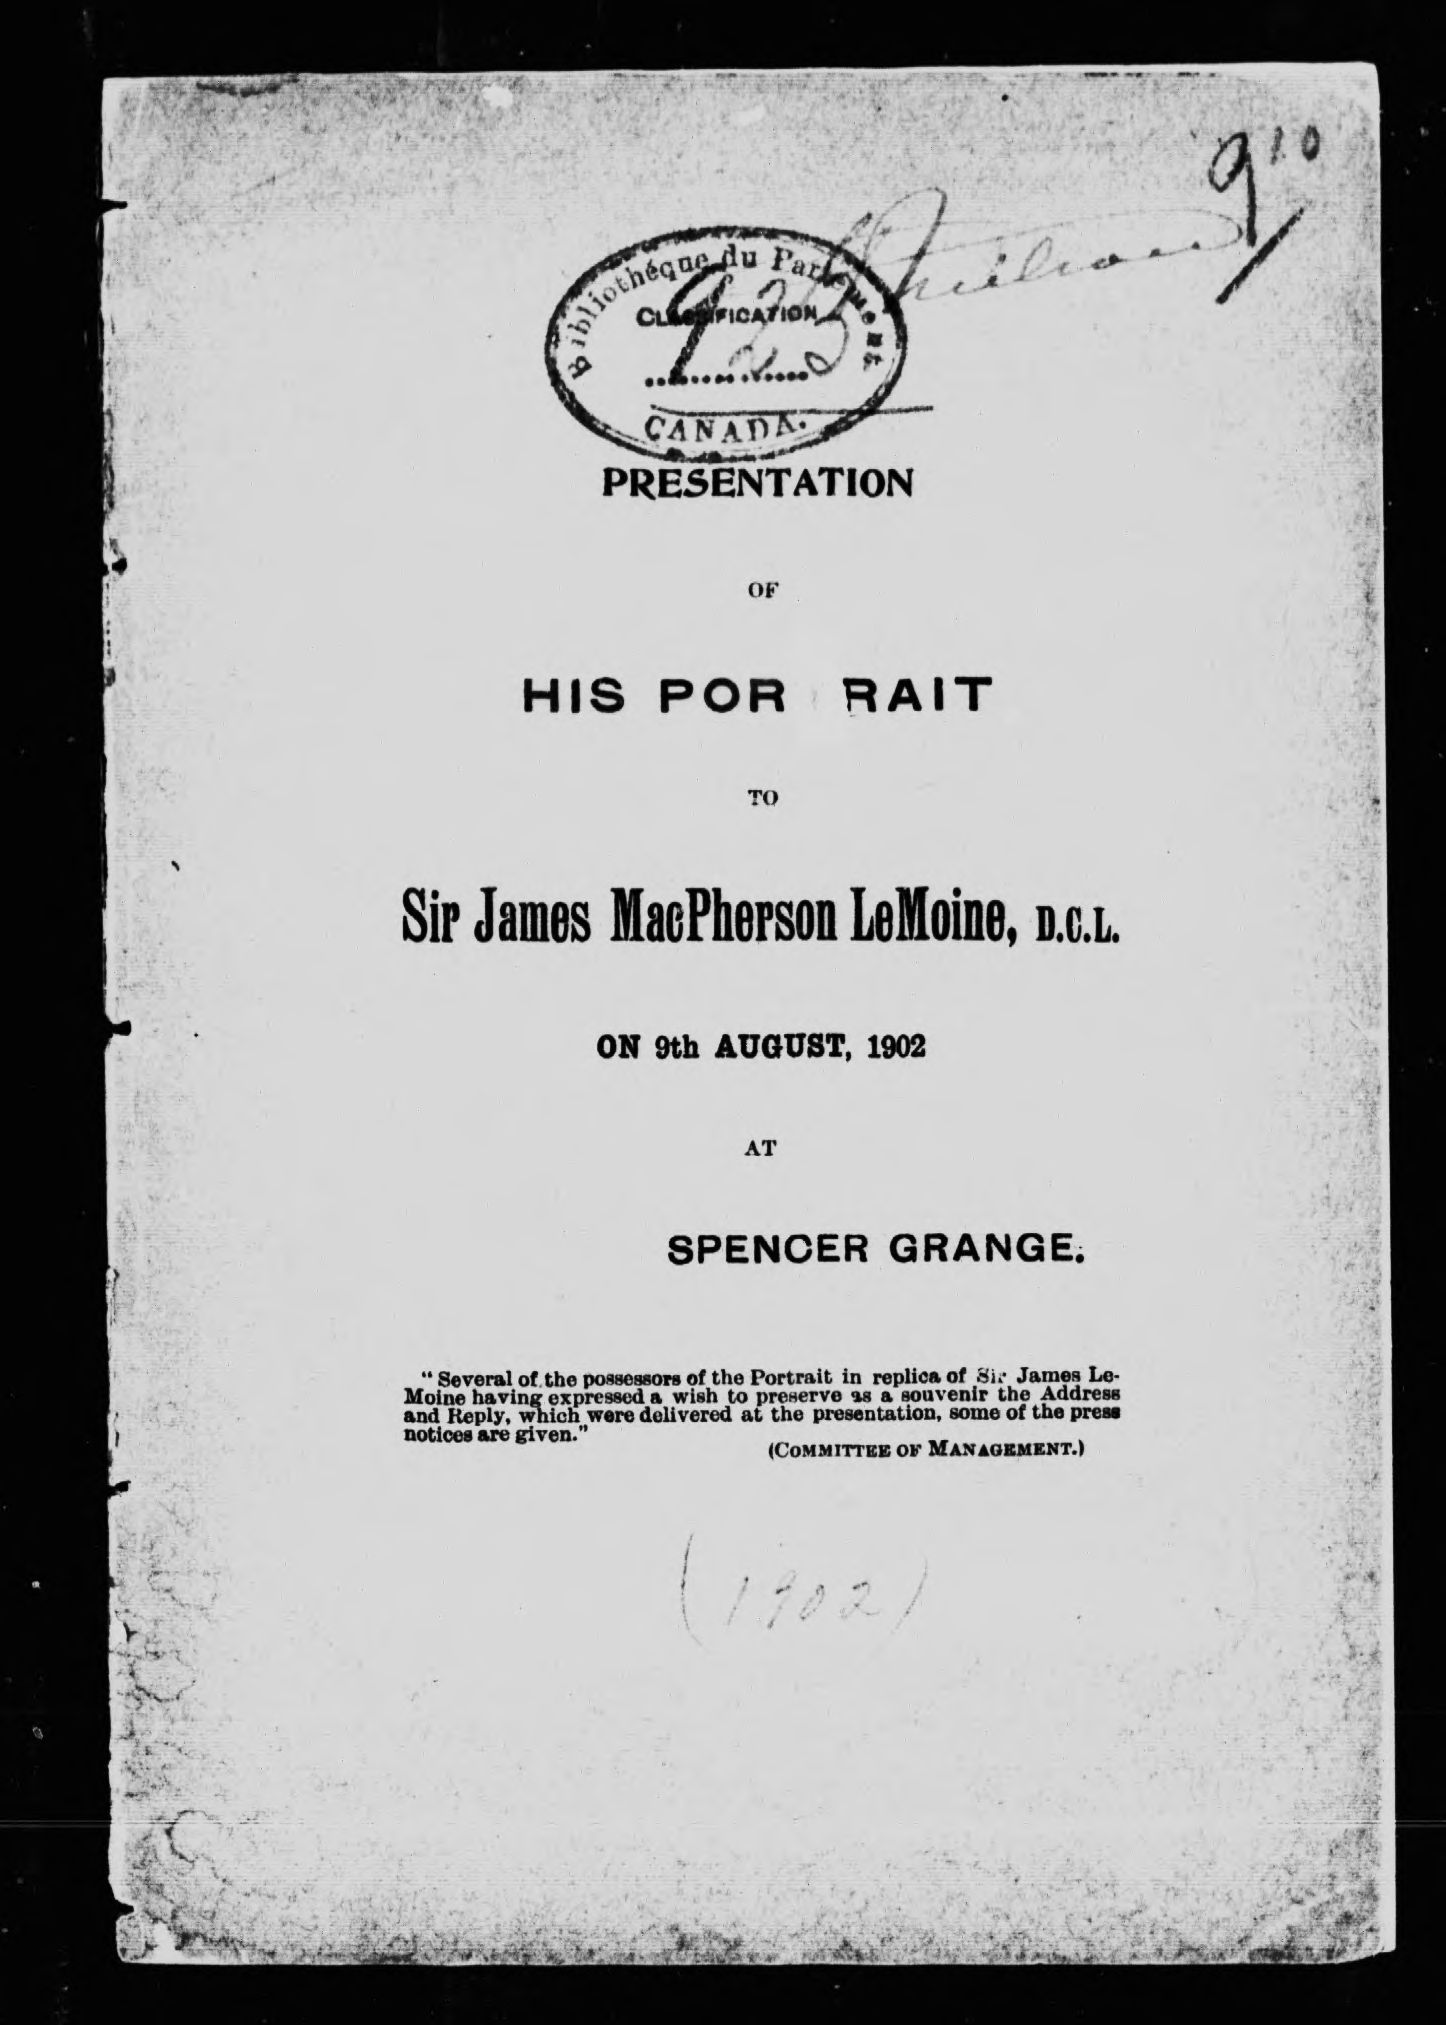 910
Bibliothéque du Parlement
CLASSIFICATION
923
CANADA.
PRESENTATION
OF
HIS POR RAIT
TO
Sir James MacPherson LeMoine, D.C.L.
ON 9th AUGUST, 1902
AT
SPENCER GRANGE.
“ Several of the possessors of the Portrait in replica of Sir James Le-
Moine having expressed a wish to preserve as a souvenir the Address
and Reply, which were delivered at the presentation, some of the press
notices are given.”
(COMMITTEE OF MANAGEMENT.)
(1902)